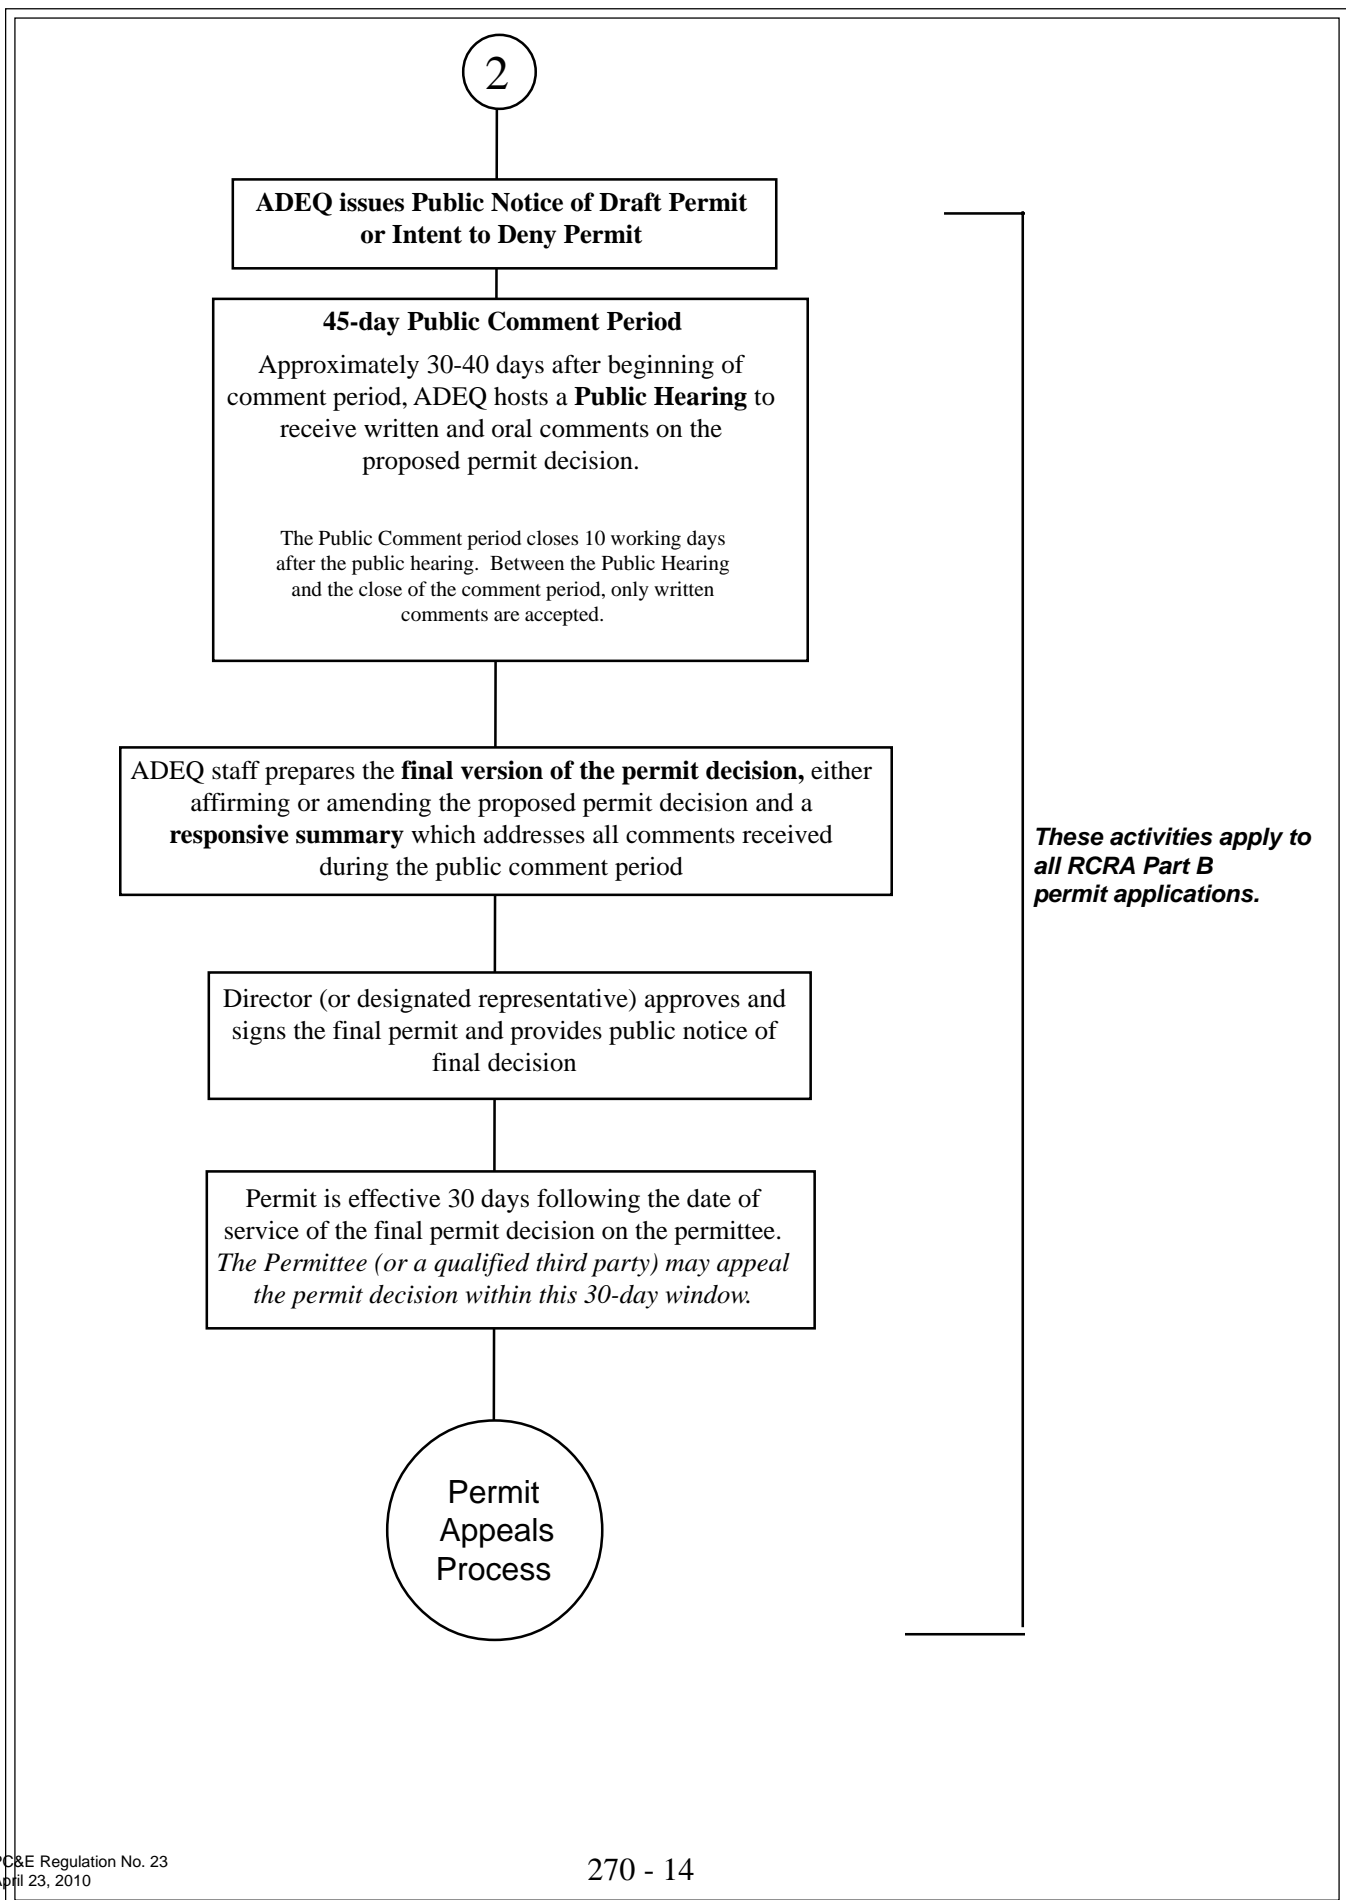 2
ADEQ issues Public Notice of Draft Permit
or Intent to Deny Permit
45-day Public Comment Period
Approximately 30-40 days after beginning of
comment period, ADEQ hosts a Public Hearing to
receive written and oral comments on the
proposed permit decision.
The Public Comment period closes 10 working days
after the public hearing.  Between the Public Hearing
and the close of the comment period, only written
comments are accepted.
ADEQ staff prepares the final version of the permit decision, either
affirming or amending the proposed permit decision and a
responsive summary which addresses all comments received
during the public comment period
These activities apply to
all RCRA Part B
permit applications.
Director (or designated representative) approves and
signs the final permit and provides public notice of
final decision
Permit is effective 30 days following the date of
service of the final permit decision on the permittee.
The Permittee (or a qualified third party) may appeal
the permit decision within this 30-day window.
Permit
Appeals
Process
PC&E Regulation No. 23
April 23, 2010
270 - 14